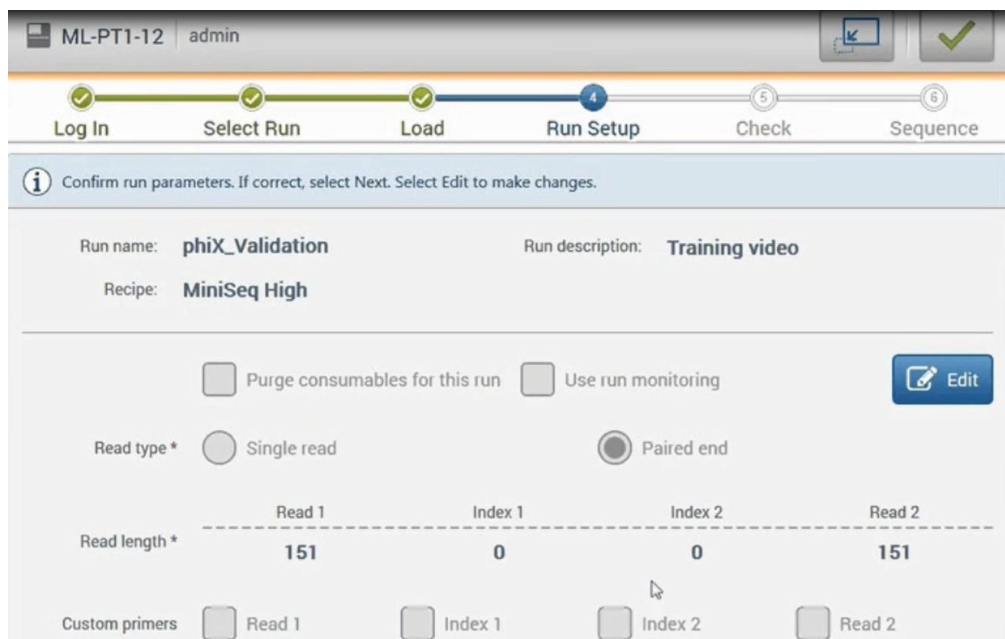 ML-PT1-12 admin
4 5 6
Log In Select Run Load Run Setup Check Sequence
i Confirm run parameters. If correct, select Next. Select Edit to make changes.
Run name: phiX_Validation Run description: Training video
Recipe: MiniSeq High
Purge consumables for this run Use run monitoring Edit
Read type * Single read Paired end
Read 1 Index 1 Index 2 Read 2
Read length * 151 0 0 151
Custom primers Read 1 Index 1 Index 2 Read 2